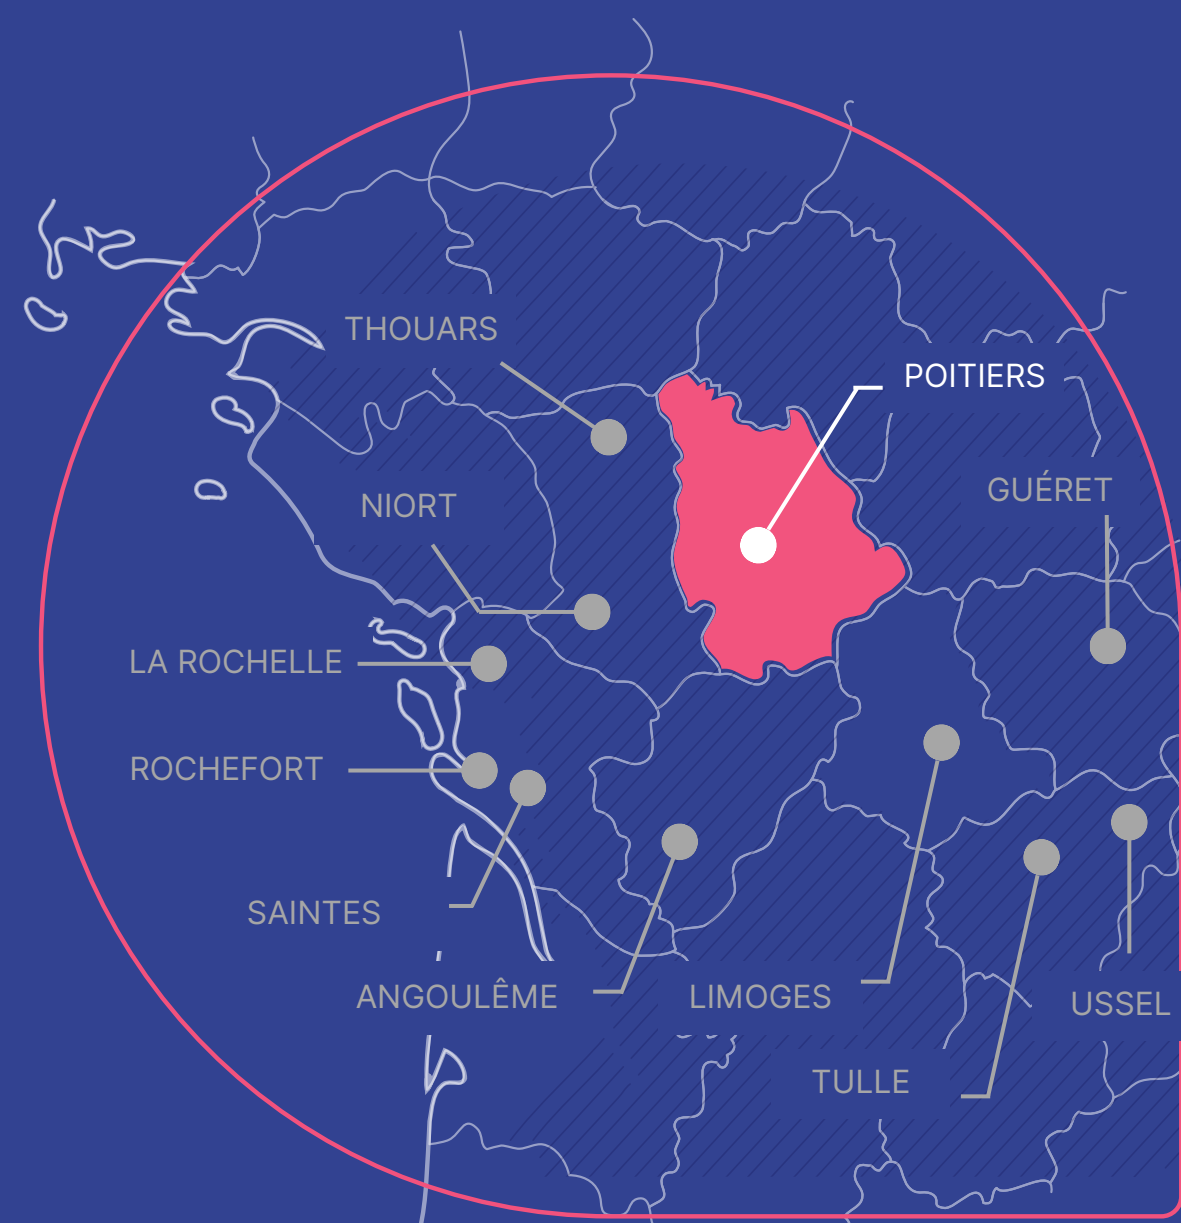 THOUARS
POITIERS
GUÉRET
NIORT
LA ROCHELLE
ROCHEFORT
SAINTES
ANGOULÊME
LIMOGES
USSEL
TULLE